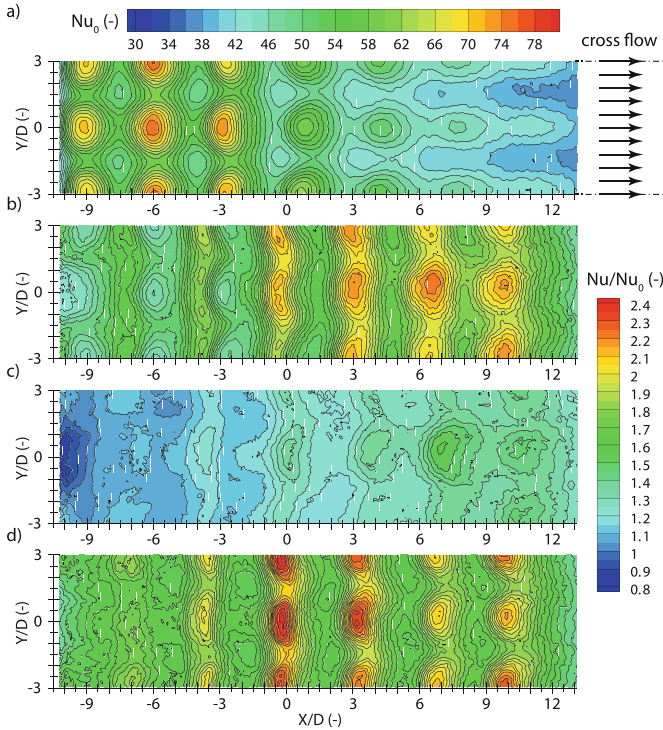 a)
Nu0 (-)
30 34 38 42 46 50 54 58 62 66 70 74 78
cross flow
Y/D (-)
3
0
-3
-9 -6 -3 0 3 6 9 12
b)
Y/D (-)
3
0
-3
-9 -6 -3 0 3 6 9 12
Nu/Nu0 (-)
2.4
2.3
2.2
2.1
2
1.9
1.8
1.7
1.6
1.5
1.4
1.3
1.2
1.1
1
0.9
0.8
c)
Y/D (-)
3
0
-3
-9 -6 -3 0 3 6 9 12
d)
Y/D (-)
3
0
-3
-9 -6 -3 0 3 6 9 12
X/D (-)